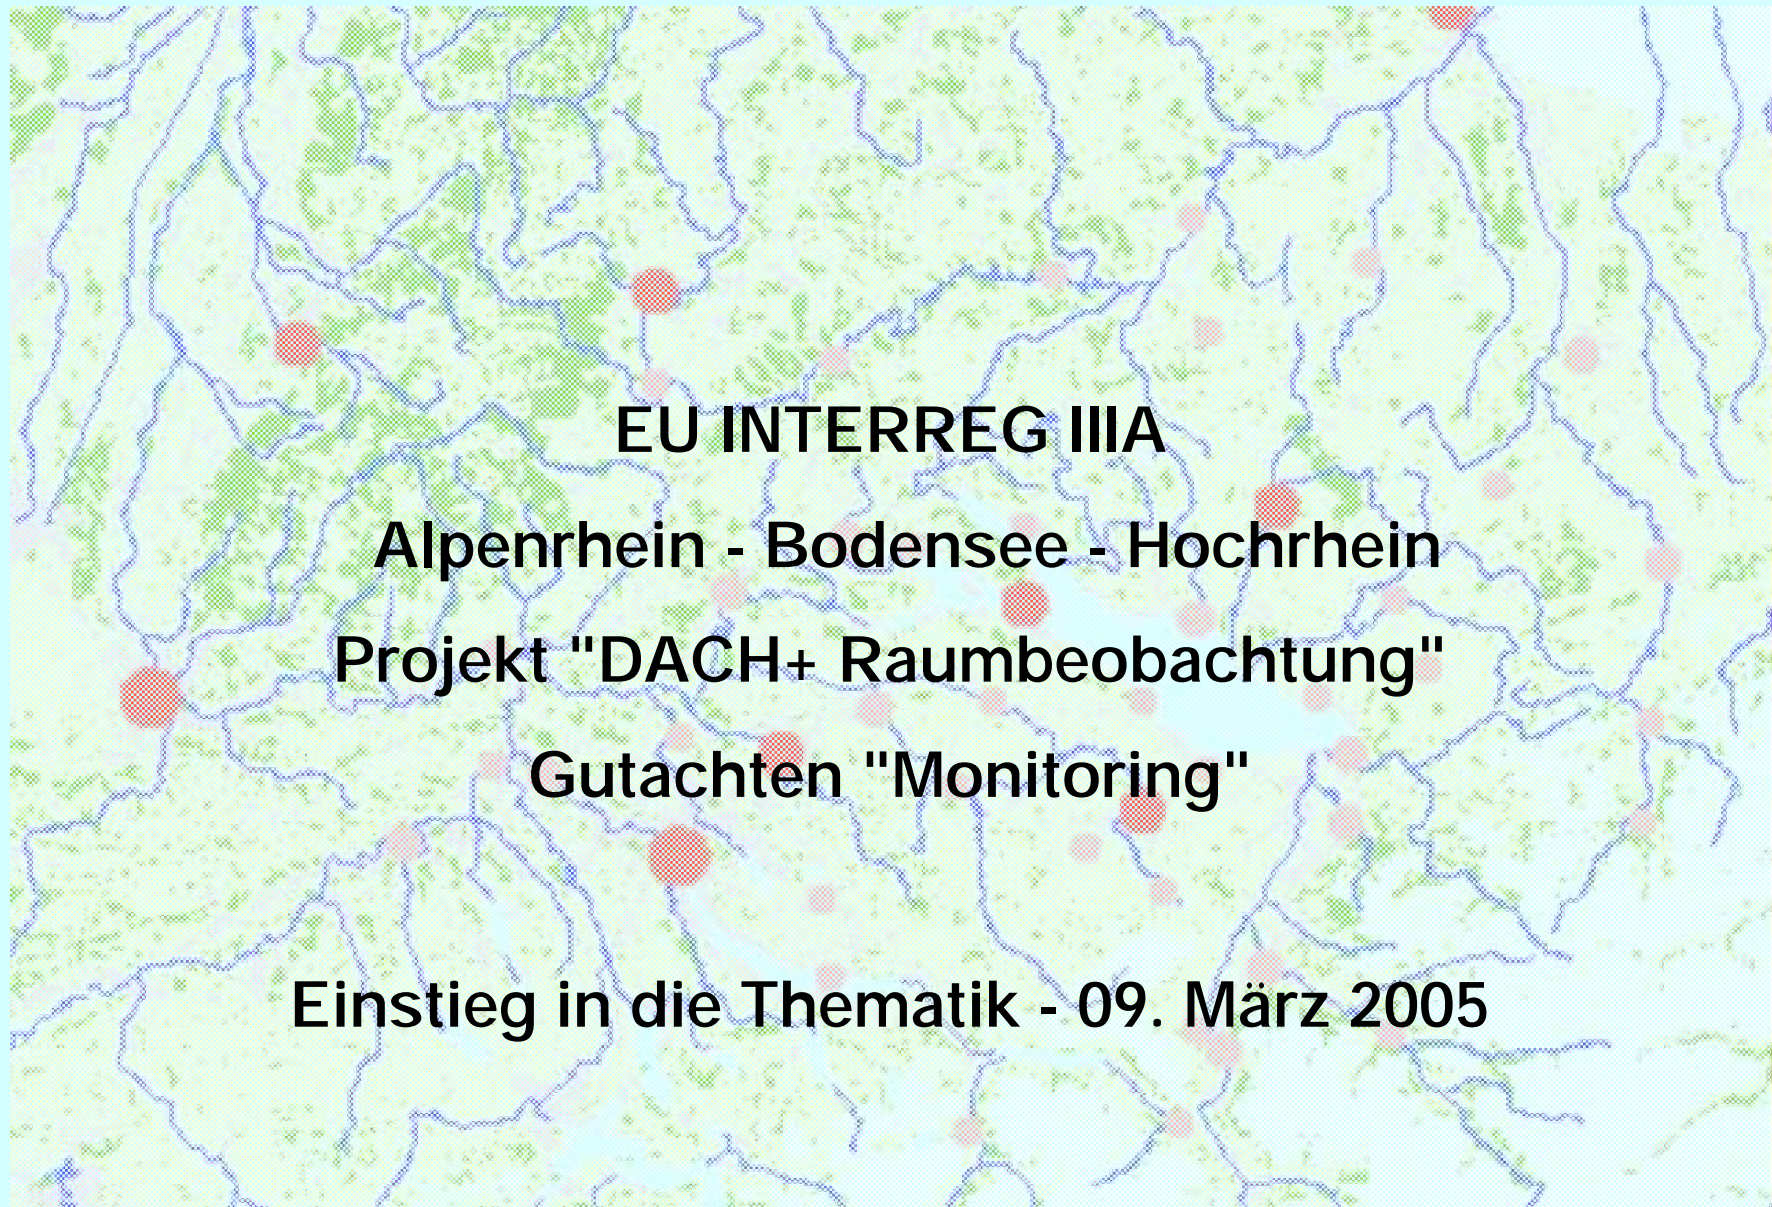 EU INTERREG IIIA
Alpenrhein - Bodensee - Hochrhein
Projekt "DACH+ Raumbeobachtung"
Gutachten "Monitoring"
Einstieg in die Thematik - 09. März 2005